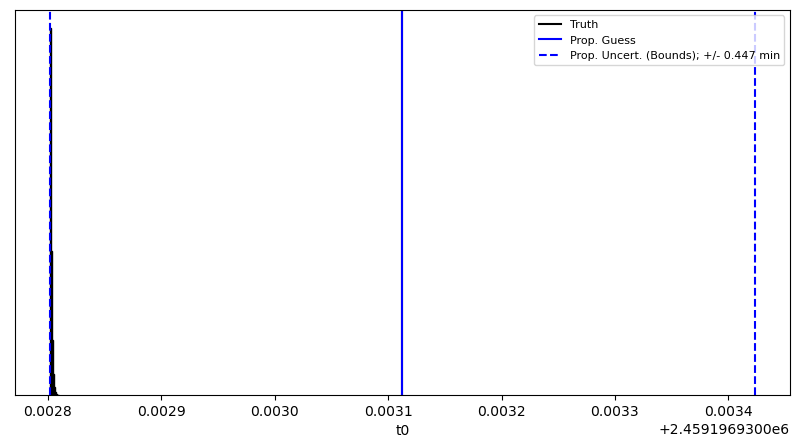 Truth
Prop. Guess
Prop. Uncert. (Bounds); +/- 0.447 min
0.0028 0.0029 0.0030 0.0031 0.0032 0.0033 0.0034
t0
+2.4591969300e6